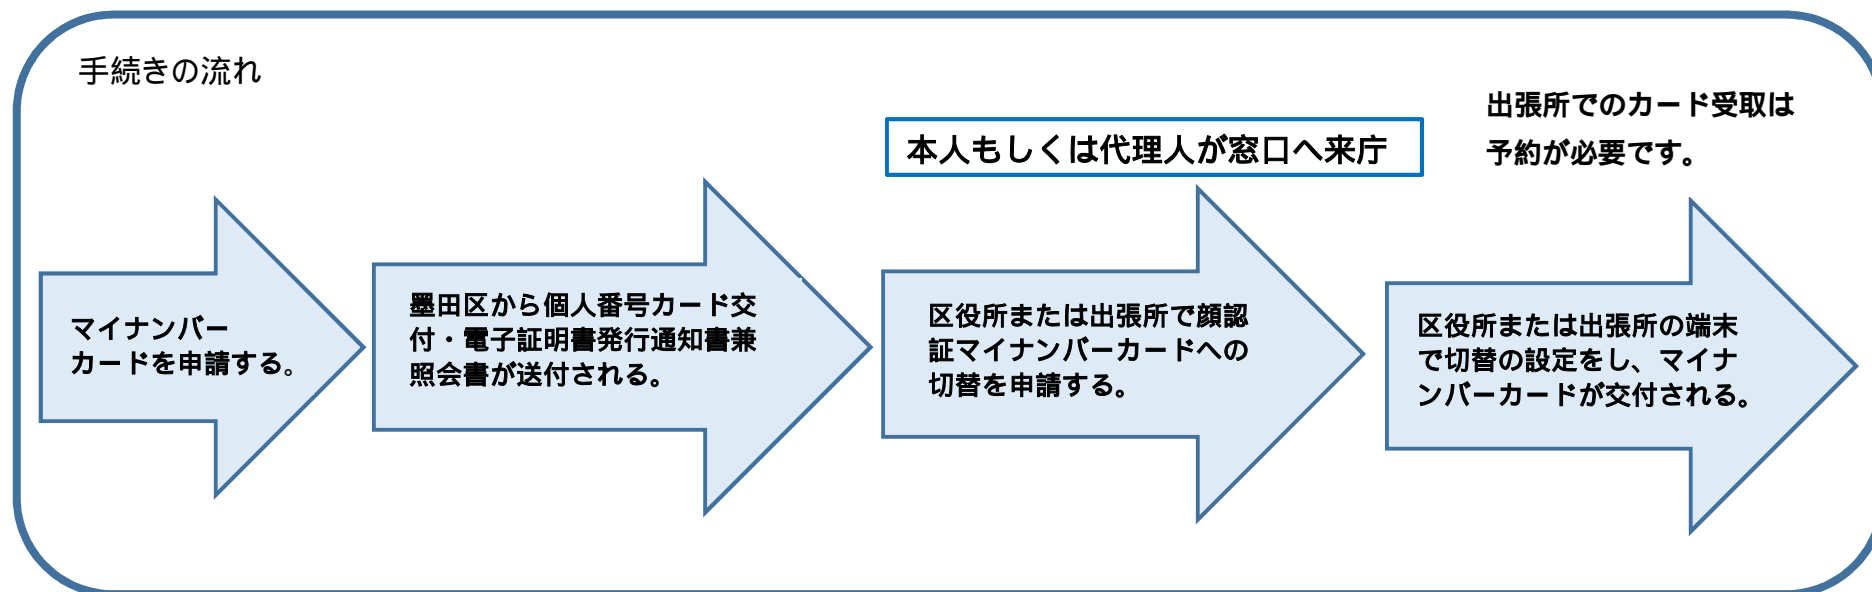 手続きの流れ
出張所でのカード受取は
予約が必要です。
本人もしくは代理人が窓口へ来庁
マイナンバー
カードを申請する。
墨田区から個人番号カード交
付・電子証明書発行通知書兼
照会書が送付される。
区役所または出張所で顔認
証マイナンバーカードへの
切替を申請する。
区役所または出張所の端末
で切替の設定をし、マイナ
ンバーカードが交付される。